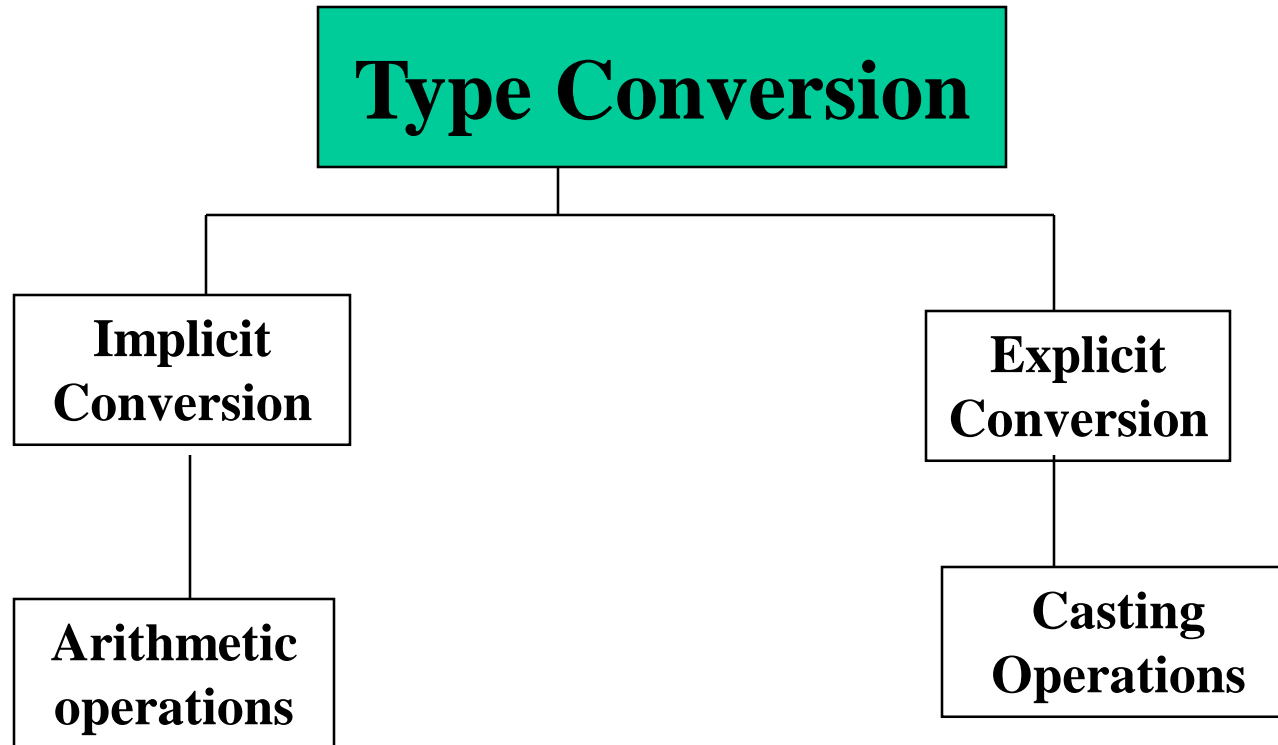 Type Conversion
Implicit
Conversion
Explicit
Conversion
Arithmetic
operations
Casting
Operations